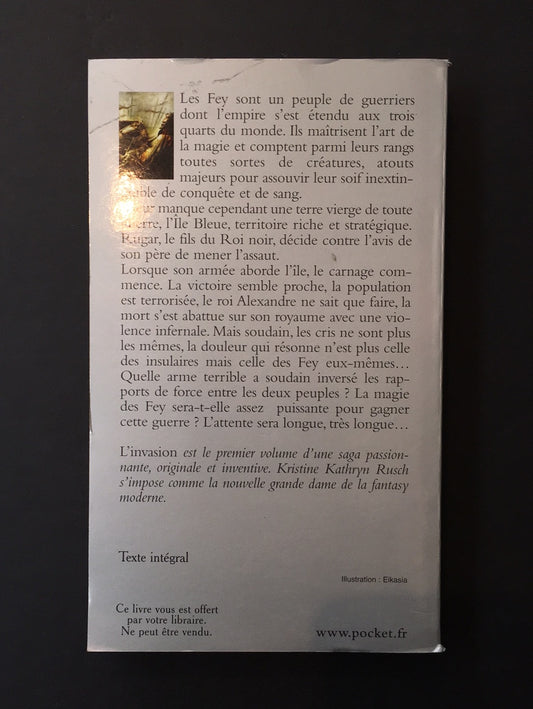 Les Fey sont un peuple de guerriers
dont l'empire s'est étendu aux trois
quarts du monde. Ils maîtrisent l'art de
la magie et comptent parmi leurs rangs
toutes sortes de créatures, atouts
majeurs pour assouvir leur soif inextin-
de conquête et de sang.
manque cependant une terre vierge de toute
l'Île Bleue, territoire riche et stratégique.
Rugar, le fils du Roi noir, décide contre l'avis de
son père de mener l'assaut.
Lorsque son armée aborde l'île, le carnage com-
mence. La victoire semble proche, la population
est terrorisée, le roi Alexandre ne sait que faire, la
mort s'est abattue sur son royaume avec une vio-
lence infernale. Mais soudain, les cris ne sont plus
les mêmes, la douleur qui résonne n'est plus celle
des insulaires mais celle des Fey eux-mêmes...
Quelle arme terrible a soudain inversé les rap-
ports de force entre les deux peuples ? La magie
des Fey sera-t-elle assez puissante pour gagner
cette guerre ? L'attente sera longue, très longue...
L'invasion est le premier volume d'une saga passion-
nante, originale et inventive. Kristine Kathryn Rusch
s'impose comme la nouvelle grande dame de la fantasy
moderne.
Texte intégral
Illustration : Eikasia
Ce livre vous est offert
par votre libraire.
Ne peut être vendu.
www.pocket.fr